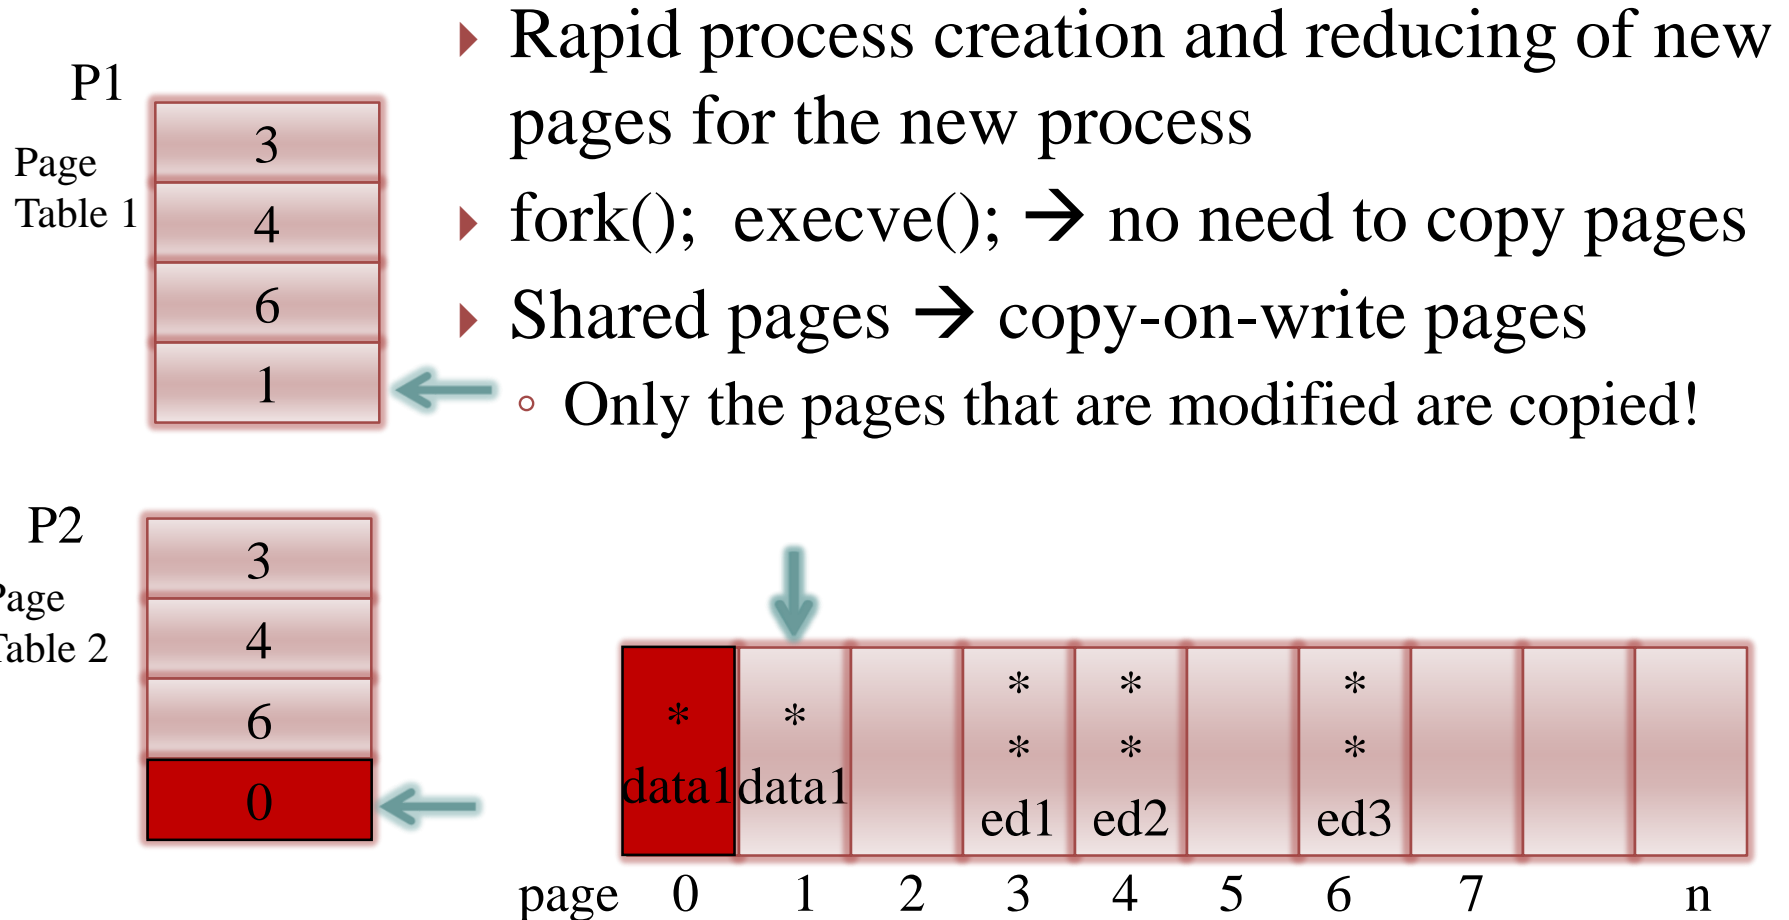 Rapid process creation and reducing of new
pages for the new process
fork(); execve(); → no need to copy pages
Shared pages → copy-on-write pages
Only the pages that are modified are copied!
P1
Page
Table 1
3
4
6
1
P2
Page
Table 2
3
4
6
0
* * * * *
* * *
data1 data1 ed1 ed2 ed3
page 0 1 2 3 4 5 6 7 n